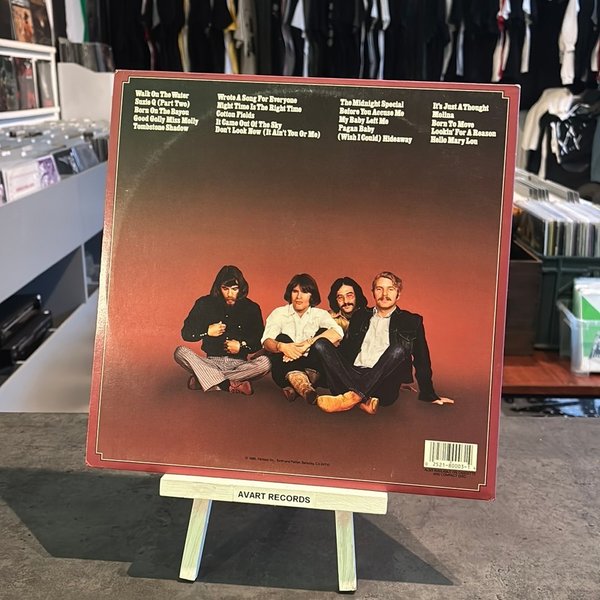 Walk On The Water
Suzie Q (Part Two)
Born On The Bayou
Good Golly Miss Molly
Tombstone Shadow
Wrote A Song For Everyone
Night Time Is The Right Time
Cotton Fields
It Came Out Of The Sky
Don't Look Now (It Ain't You Or Me)
The Midnight Special
Before You Accuse Me
My Baby Left Me
Pagan Baby
(Wish I Could) Hideaway
It's Just A Thought
Molina
Born To Move
Lookin' For A Reason
Hello Mary Lou
AVART RECORDS